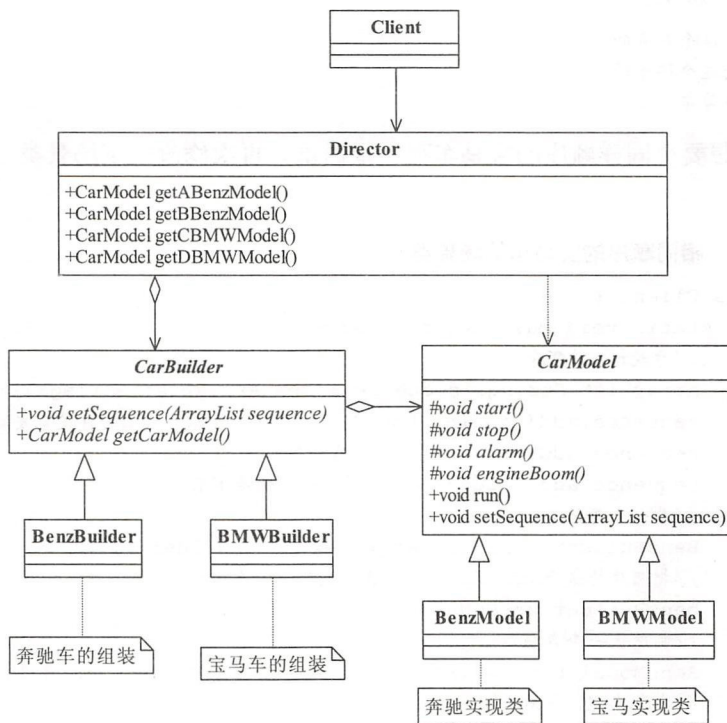 Client
Director
+CarModel getABenzModel()
+CarModel getBBenzModel()
+CarModel getCBMWModel()
+CarModel getDBMWModel()
CarBuilder
+void setSequence(ArrayList sequence)
+CarModel getCarModel()
CarModel
#void start()
#void stop()
#void alarm()
#void engineBoom()
+void run()
+void setSequence(ArrayList sequence)
BenzBuilder
BMWBuilder
奔驰车的组装
宝马车的组装
BenzModel
BMWModel
奔驰实现类
宝马实现类